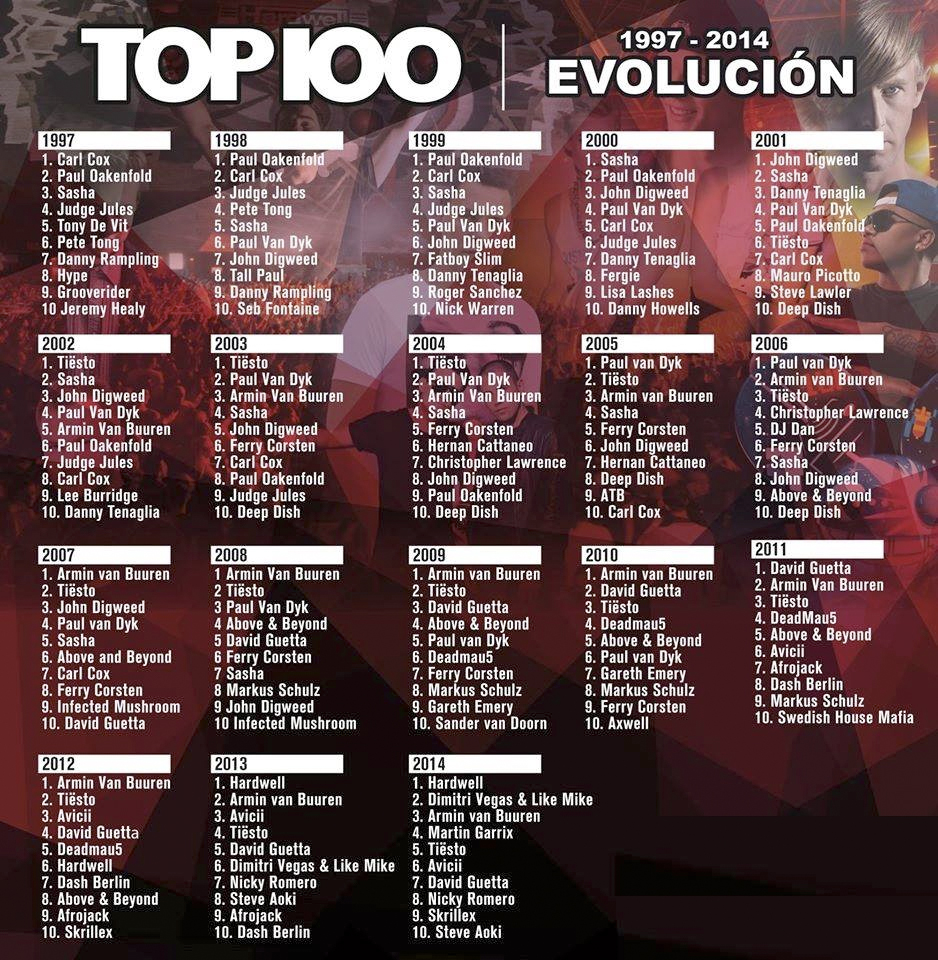 TOP100
1997 - 2014
EVOLUCIÓN
1997
1. Carl Cox
2. Paul Oakenfold
3. Sasha
4. Judge Jules
5. Tony De Vit
6. Pete Tong
7. Danny Rampling
8. Hype
9. Grooverider
10 Jeremy Healy
1998
1. Paul Oakenfold
2. Carl Cox
3. Judge Jules
4. Pete Tong
5. Sasha
6. Paul Van Dyk
7. John Digweed
8. Tall Paul
9. Danny Rampling
10. Seb Fontaine
1999
1. Paul Oakenfold
2. Carl Cox
3. Sasha
4. Judge Jules
5. Paul Van Dyk
6. John Digweed
7. Fatboy Slim
8. Danny Tenaglia
9. Roger Sanchez
10. Nick Warren
2000
1. Sasha
2. Paul Oakenfold
3. John Digweed
4. Paul Van Dyk
5. Carl Cox
6. Judge Jules
7. Danny Tenaglia
8. Fergie
9. Lisa Lashes
10. Danny Howells
2001
1. John Digweed
2. Sasha
3. Danny Tenaglia
4. Paul Van Dyk
5. Paul Oakenfold
6. Tiësto
7. Carl Cox
8. Mauro Picotto
9. Steve Lawler
10. Deep Dish
2002
1. Tiësto
2. Sasha
3. John Digweed
4. Paul Van Dyk
5. Armin van Buuren
6. Paul Oakenfold
7. Judge Jules
8. Carl Cox
9. Lee Burridge
10. Danny Tenaglia
2003
1. Tiësto
2. Paul Van Dyk
3. Armin Van Buuren
4. Sasha
5. John Digweed
6. Ferry Corsten
7. Carl Cox
8. Paul Oakenfold
9. Judge Jules
10. Deep Dish
2004
1. Tiësto
2. Paul Van Dyk
3. Armin Van Buuren
4. Sasha
5. Ferry Corsten
6. Hernan Cattaneo
7. Christopher Lawrence
8. John Digweed
9. Paul Oakenfold
10. Deep Dish
2005
1. Paul van Dyk
2. Tiësto
3. Armin van Buuren
4. Sasha
5. Ferry Corsten
6. John Digweed
7. Hernan Cattaneo
8. Deep Dish
9. ATB
10. Carl Cox
2006
1. Paul van Dyk
2. Armin van Buuren
3. Tiësto
4. Christopher Lawrence
5. DJ Dan
6. Ferry Corsten
7. Sasha
8. John Digweed
9. Above & Beyond
10. Deep Dish
2007
1. Armin van Buuren
2. Tiësto
3. John Digweed
4. Paul van Dyk
5. Sasha
6. Above and Beyond
7. Carl Cox
8. Ferry Corsten
9. Infected Mushroom
10. David Guetta
2008
1 Armin Van Buuren
2 Tiësto
3 Paul Van Dyk
4 Above & Beyond
5 David Guetta
6 Ferry Corsten
7 Sasha
8 Markus Schulz
9 John Digweed
10 Infected Mushroom
2009
1. Armin van Buuren
2. Tiësto
3. David Guetta
4. Above & Beyond
5. Paul van Dyk
6. Deadmau5
7. Ferry Corsten
8. Markus Schulz
9. Gareth Emery
10. Sander van Doorn
2010
1. Armin van Buuren
2. David Guetta
3. Tiësto
4. Deadmau5
5. Above & Beyond
6. Paul van Dyk
7. Gareth Emery
8. Markus Schulz
9. Ferry Corsten
10. Axwell
2011
1. David Guetta
2. Armin Van Buuren
3. Tiësto
4. DeadMau5
5. Above & Beyond
6. Avicii
7. Afrojack
8. Dash Berlin
9. Markus Schulz
10. Swedish House Mafia
2012
1. Armin Van Buuren
2. Tiësto
3. Avicii
4. David Guetta
5. Deadmau5
6. Hardwell
7. Dash Berlin
8. Above & Beyond
9. Afrojack
10. Skrillex
2013
1. Hardwell
2. Armin van Buuren
3. Avicii
4. Tiësto
5. David Guetta
6. Dimitri Vegas & Like Mike
7. Nicky Romero
8. Steve Aoki
9. Afrojack
10. Dash Berlin
2014
1. Hardwell
2. Dimitri Vegas & Like Mike
3. Armin van Buuren
4. Martin Garrix
5. Tiësto
6. Avicii
7. David Guetta
8. Nicky Romero
9. Skrillex
10. Steve Aoki